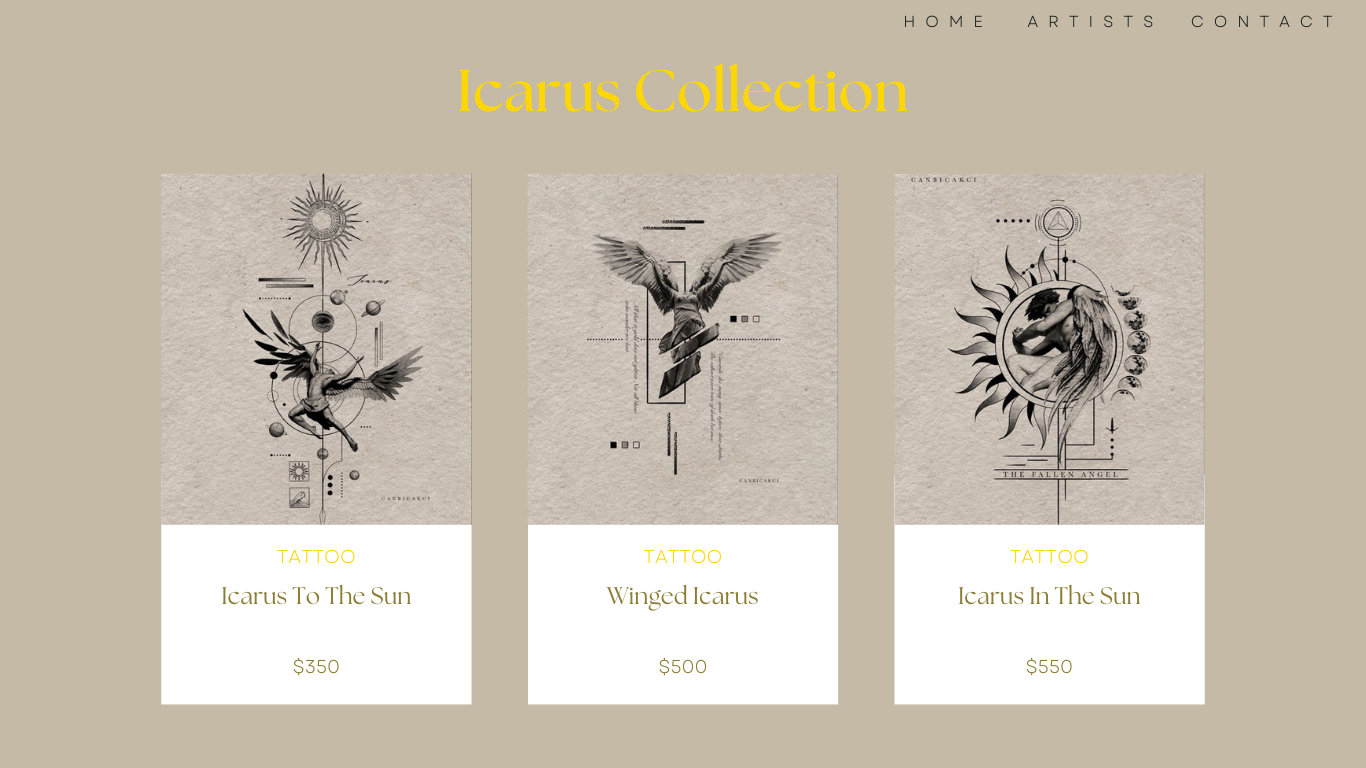 HOME ARTISTS CONTACT
Icarus Collection
Icarus
CANBICAKCI
TATTOO
Icarus To The Sun
$350
CANBICAKCI
TATTOO
Winged Icarus
$500
CANBICAKCI
THE FALLEN ANGEL
TATTOO
Icarus In The Sun
$550